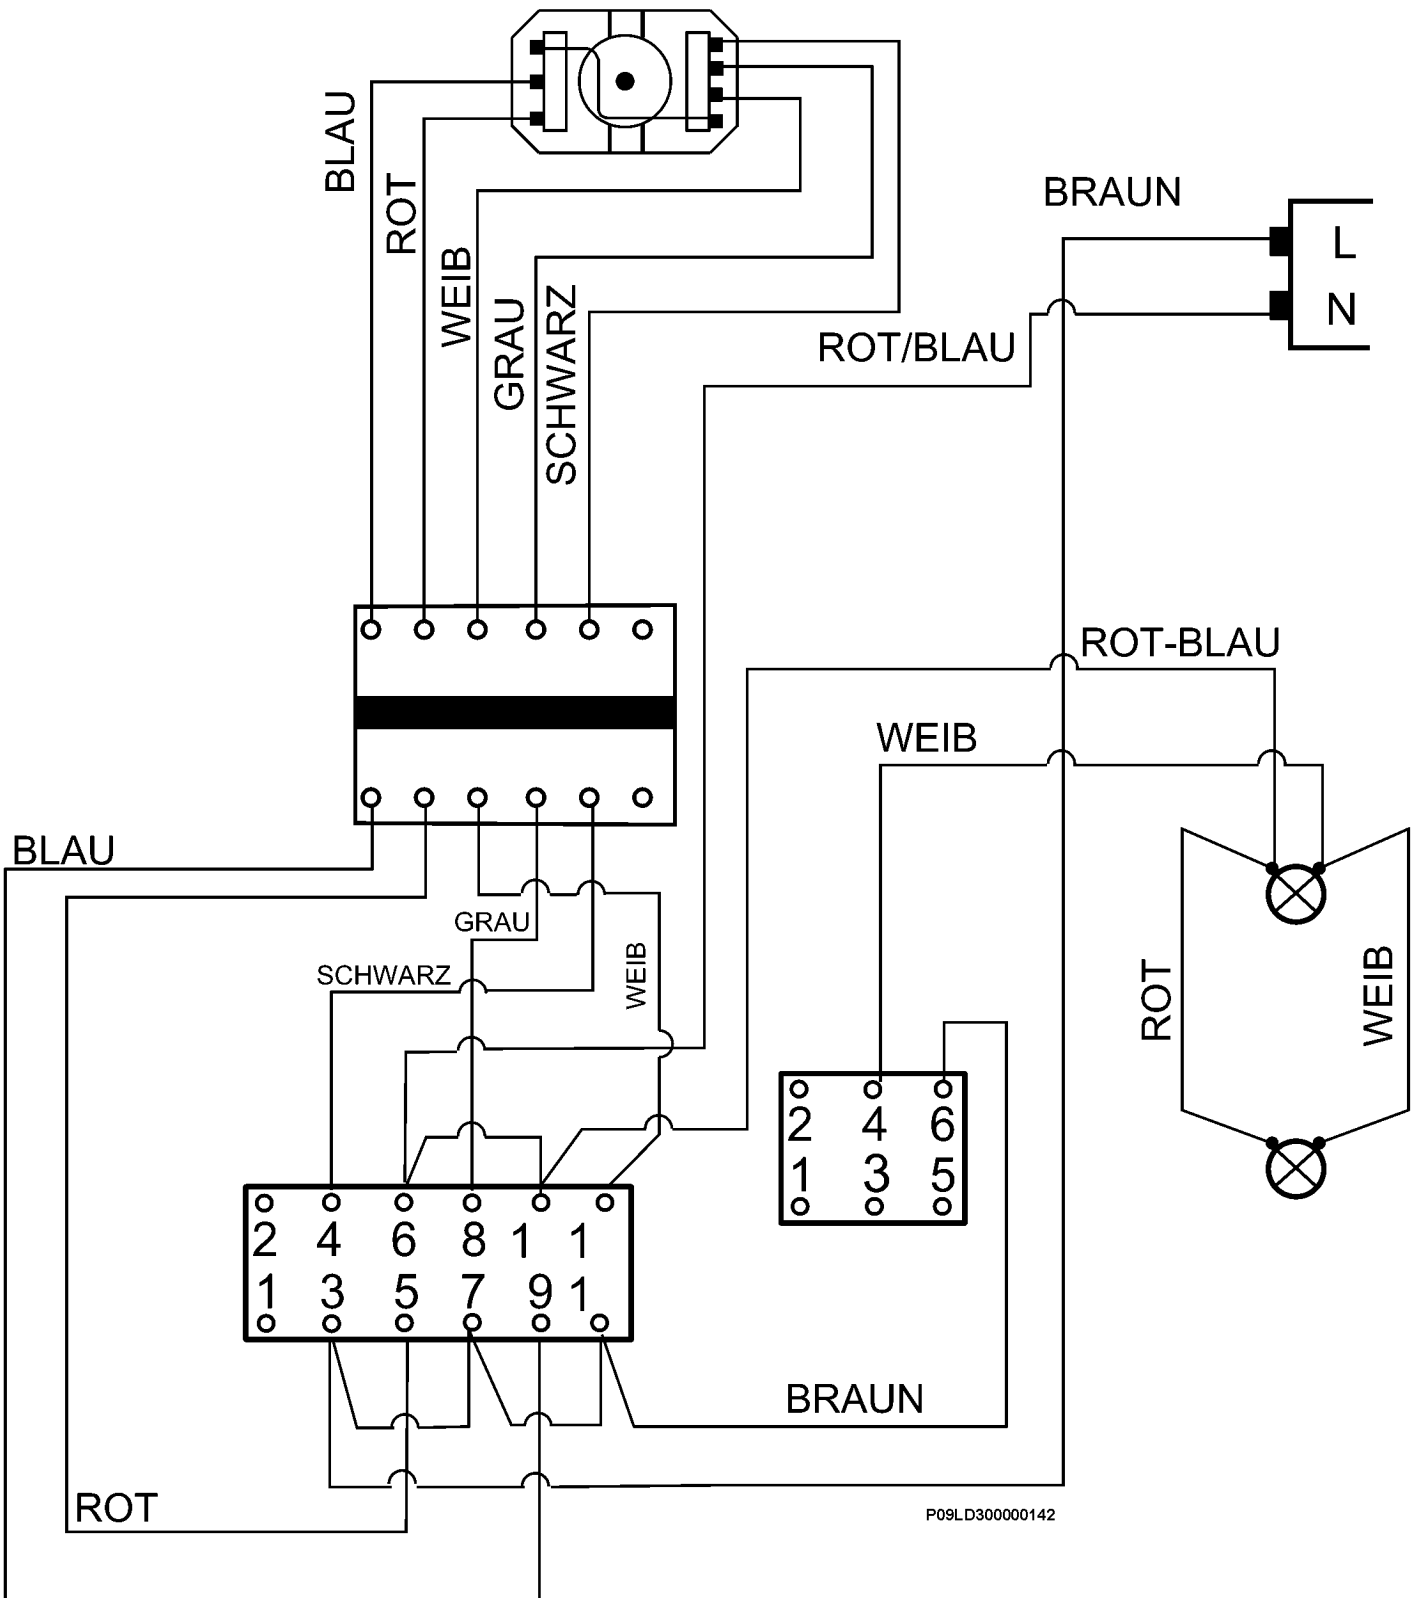 BLAU
ROT
WEIB
GRAU
SCHWARZ
BRAUN
L
N
ROT/BLAU
ROT-BLAU
WEIB
BLAU
GRAU
SCHWARZ
WEIB
ROT
WEIB
2 4 6
1 3 5
2 4 6 8 1 1
1 3 5 7 9 1
BRAUN
ROT
P09LD300000142